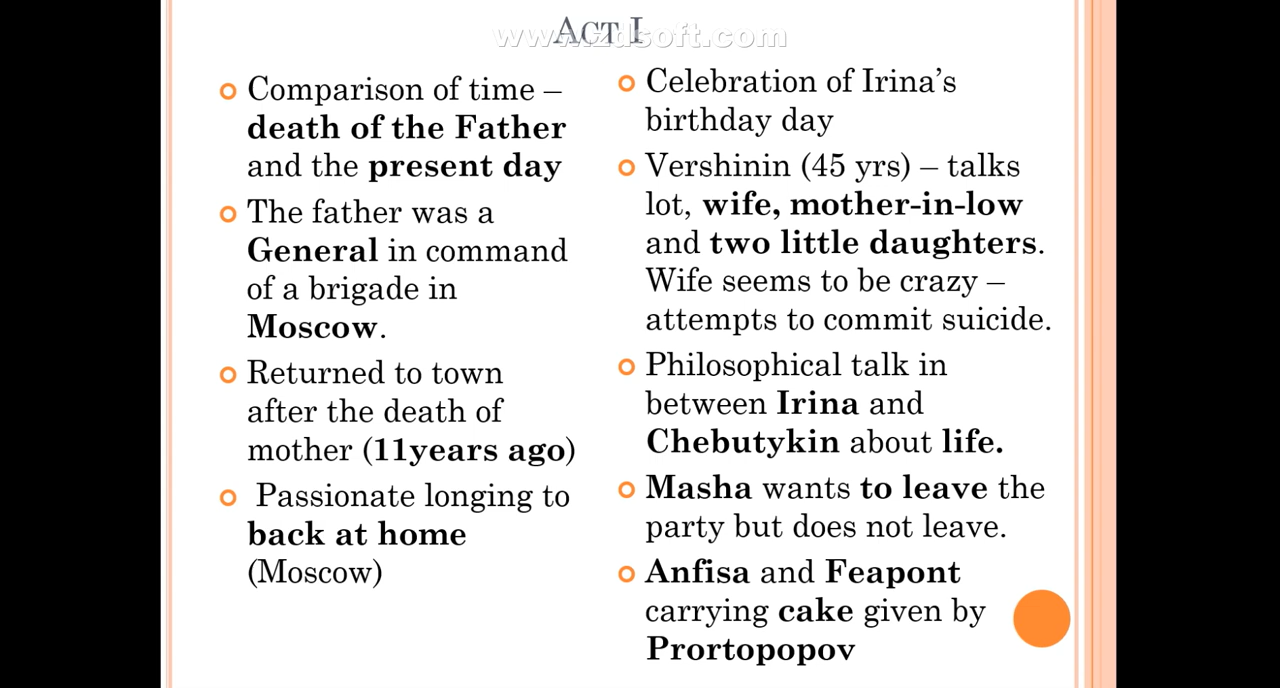 Act I
Comparison of time –
death of the Father
and the present day
The father was a
General in command
of a brigade in
Moscow.
Returned to town
after the death of
mother (11years ago)
Passionate longing to
back at home
(Moscow)
Celebration of Irina’s
birthday day
Vershinin (45 yrs) – talks
lot, wife, mother-in-low
and two little daughters.
Wife seems to be crazy –
attempts to commit suicide.
Philosophical talk in
between Irina and
Chebutykin about life.
Masha wants to leave the
party but does not leave.
Anfisa and Feapont
carrying cake given by
Prortopopov